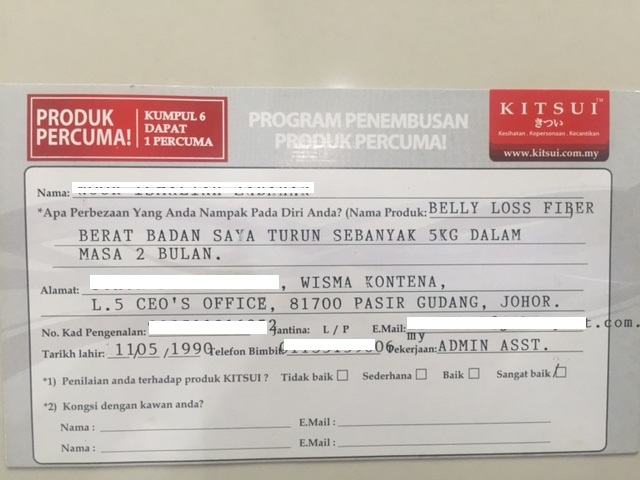 PRODUK PERCUMA!
KUMPUL 6 DAPAT 1 PERCUMA
PROGRAM PENEMBUSAN PRODUK PERCUMA!
KITSUI™
きつい
Kesihatan . KeperSonaan . Kecantikan
www.kitsui.com.my
Nama:
*Apa Perbezaan Yang Anda Nampak Pada Diri Anda? (Nama Produk: BELLY LOSS FIBER
BERAT BADAN SAYA TURUN SEBANYAK 5KG DALAM
MASA 2 BULAN.
Alamat: , WISMA KONTENA,
L.5 CEO'S OFFICE, 81700 PASIR GUDANG, JOHOR.
No. Kad Pengenalan: Jantina: L / P E.Mail: .com.
my
Tarikh lahir: 11/05/1990 Telefon Bimbit: Pekerjaan: ADMIN ASST.
*1) Penilaian anda terhadap produk KITSUI ? Tidak baik Sederhana Baik Sangat baik /
*2) Kongsi dengan kawan anda?
Nama : E.Mail :
Nama : E.Mail :